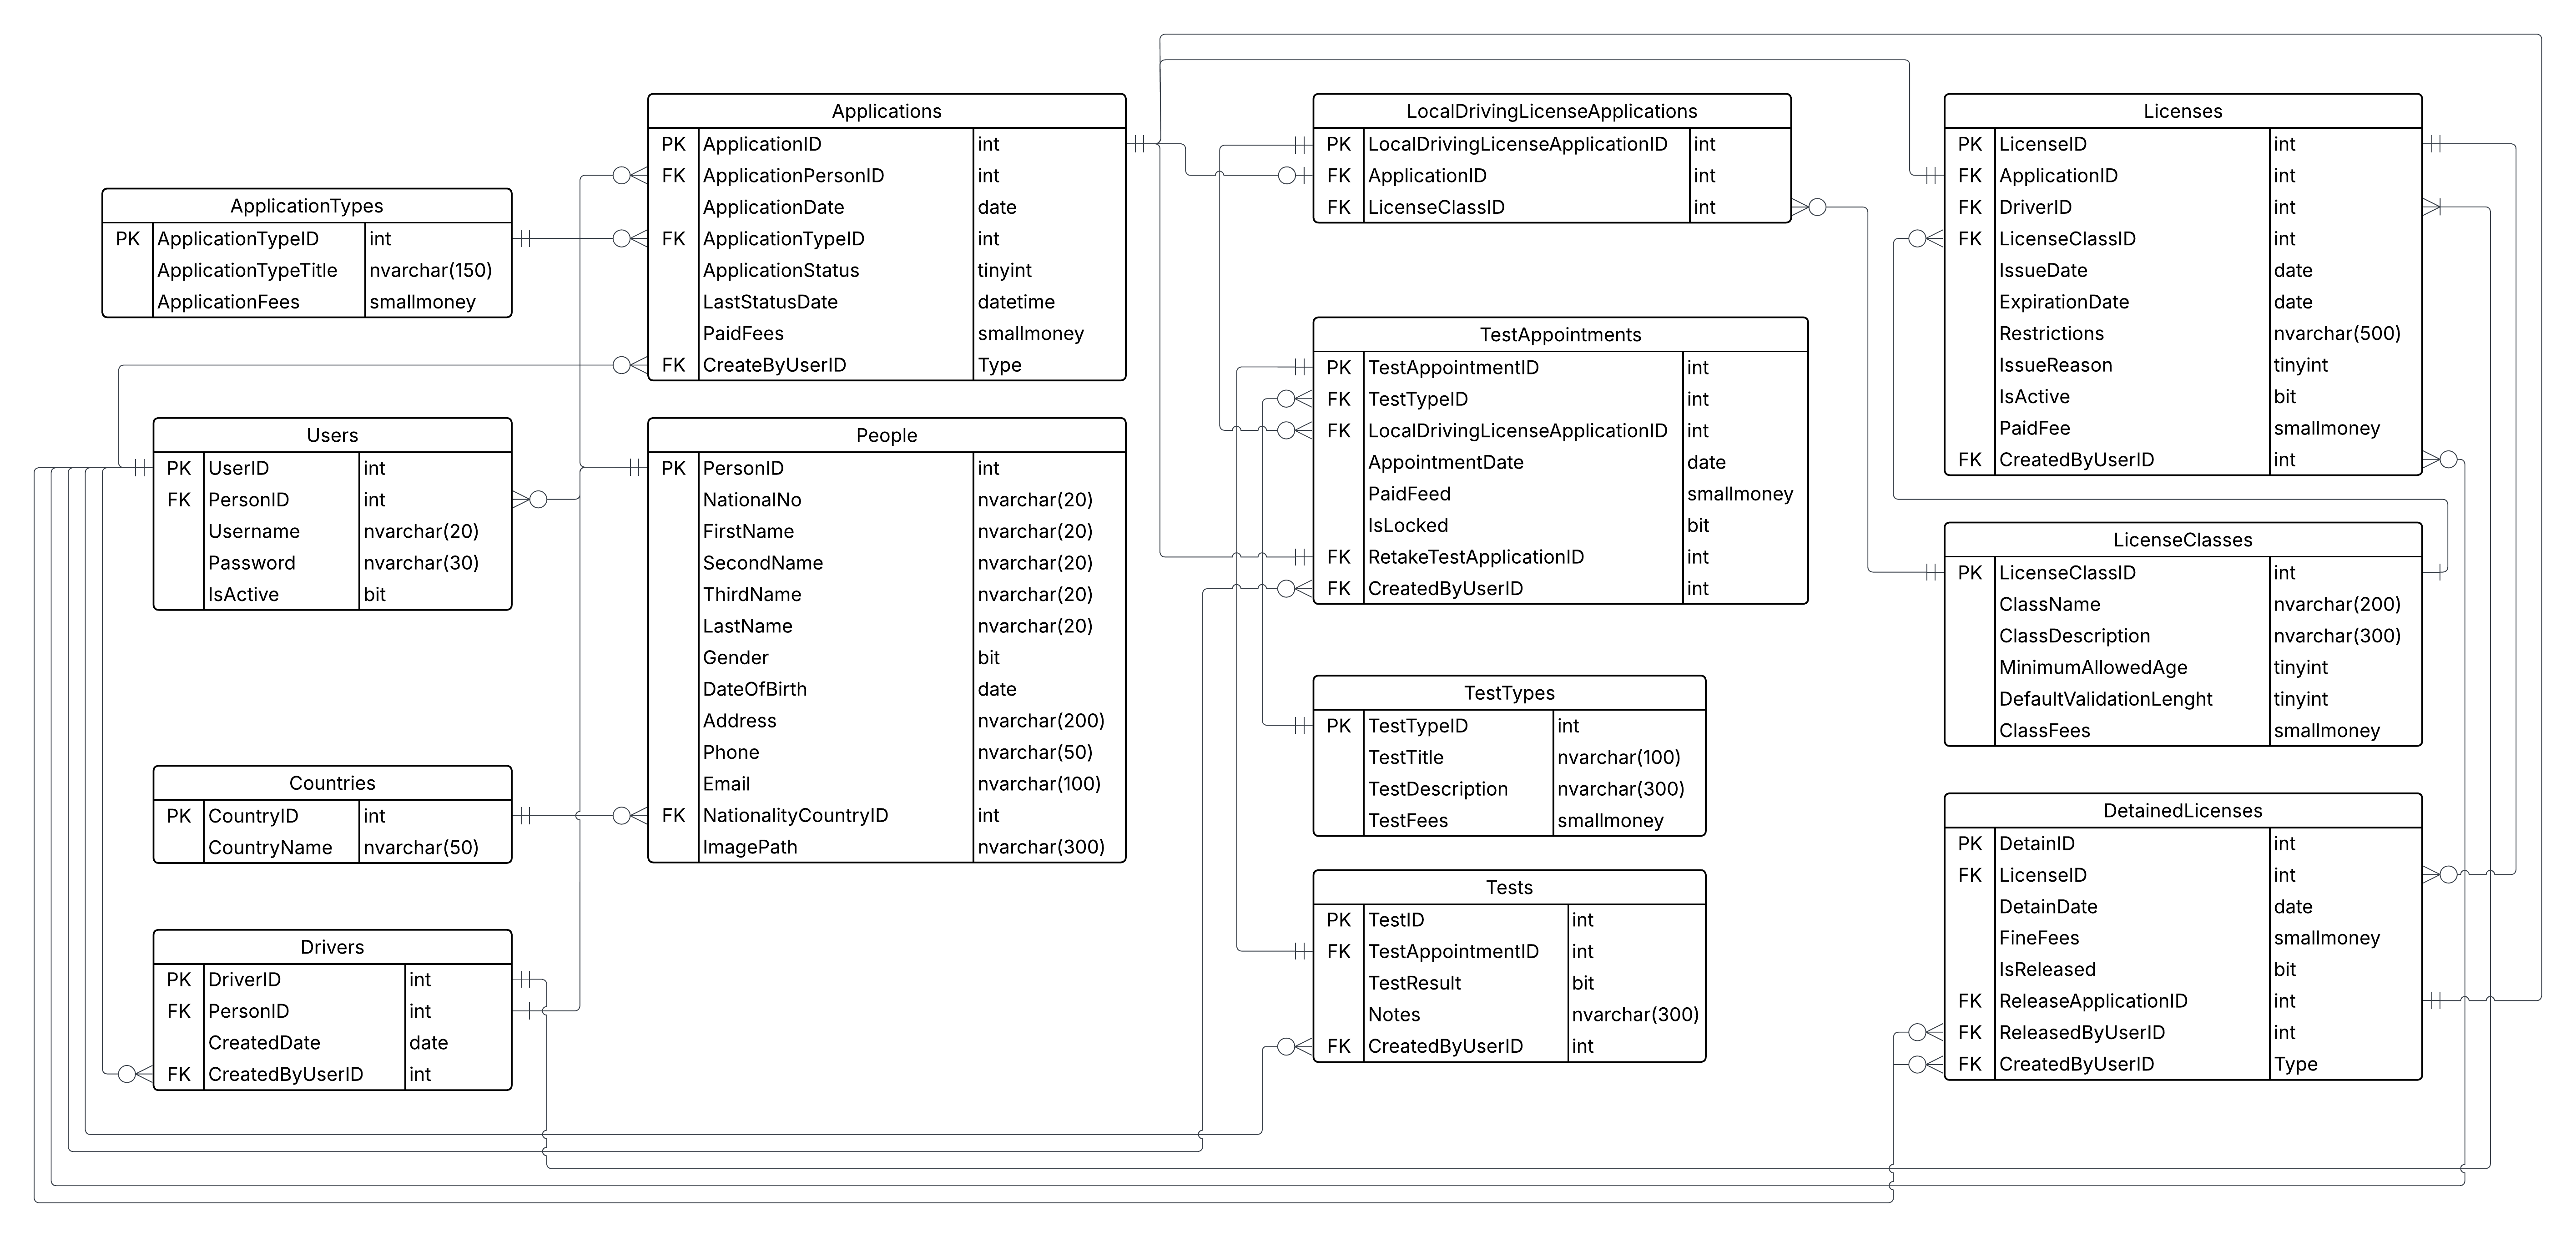 Applications
PK ApplicationID int
FK ApplicationPersonID int
ApplicationDate date
FK ApplicationTypeID int
ApplicationStatus tinyint
LastStatusDate datetime
PaidFees smallmoney
FK CreateByUserID Type
LocalDrivingLicenseApplications
PK LocalDrivingLicenseApplicationID int
FK ApplicationID int
FK LicenseClassID int
Licenses
PK LicenseID int
FK ApplicationID int
FK DriverID int
FK LicenseClassID int
IssueDate date
ExpirationDate date
Restrictions nvarchar(500)
IssueReason tinyint
IsActive bit
PaidFee smallmoney
FK CreatedByUserID int
ApplicationTypes
PK ApplicationTypeID int
ApplicationTypeTitle nvarchar(150)
ApplicationFees smallmoney
TestAppointments
PK TestAppointmentID int
FK TestTypeID int
FK LocalDrivingLicenseApplicationID int
AppointmentDate date
PaidFeed smallmoney
IsLocked bit
FK RetakeTestApplicationID int
FK CreatedByUserID int
Users
PK UserID int
FK PersonID int
Username nvarchar(20)
Password nvarchar(30)
IsActive bit
People
PK PersonID int
NationalNo nvarchar(20)
FirstName nvarchar(20)
SecondName nvarchar(20)
ThirdName nvarchar(20)
LastName nvarchar(20)
Gender bit
DateOfBirth date
Address nvarchar(200)
Phone nvarchar(50)
Email nvarchar(100)
FK NationalityCountryID int
ImagePath nvarchar(300)
LicenseClasses
PK LicenseClassID int
ClassName nvarchar(200)
ClassDescription nvarchar(300)
MinimumAllowedAge tinyint
DefaultValidationLenght tinyint
ClassFees smallmoney
TestTypes
PK TestTypeID int
TestTitle nvarchar(100)
TestDescription nvarchar(300)
TestFees smallmoney
Countries
PK CountryID int
CountryName nvarchar(50)
DetainedLicenses
PK DetainID int
FK LicenseID int
DetainDate date
FineFees smallmoney
IsReleased bit
FK ReleaseApplicationID int
FK ReleasedByUserID int
FK CreatedByUserID Type
Tests
PK TestID int
FK TestAppointmentID int
TestResult bit
Notes nvarchar(300)
FK CreatedByUserID int
Drivers
PK DriverID int
FK PersonID int
CreatedDate date
FK CreatedByUserID int